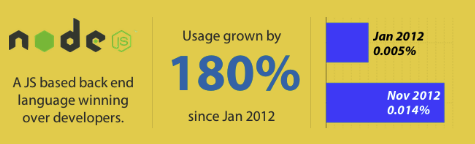 node JS
A JS based back end
language winning
over developers.
Usage grown by
180%
since Jan 2012
Jan 2012
0.005%
Nov 2012
0.014%